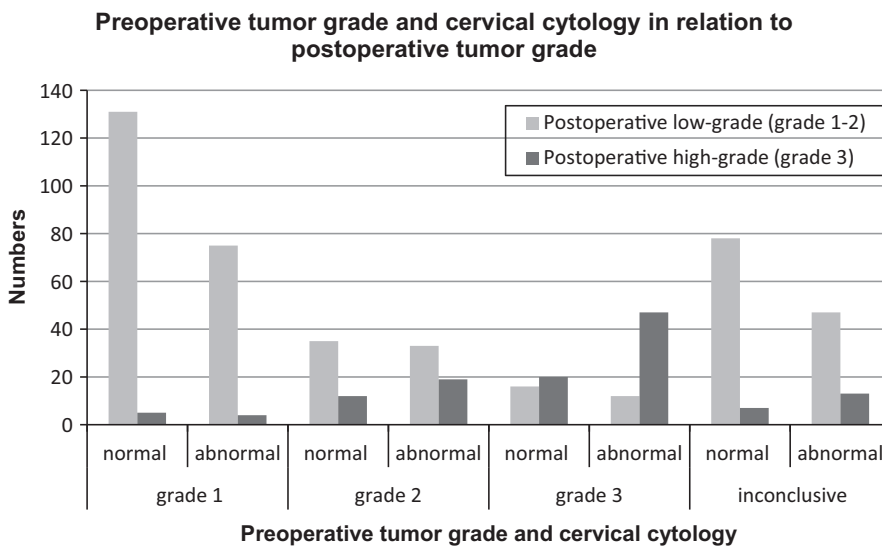 Preoperative tumor grade and cervical cytology in relation to
postoperative tumor grade
140
120
100
80
60
40
20
0
Numbers
Postoperative low-grade (grade 1-2)
Postoperative high-grade (grade 3)
normal abnormal normal abnormal normal abnormal normal abnormal
grade 1 grade 2 grade 3 inconclusive
Preoperative tumor grade and cervical cytology